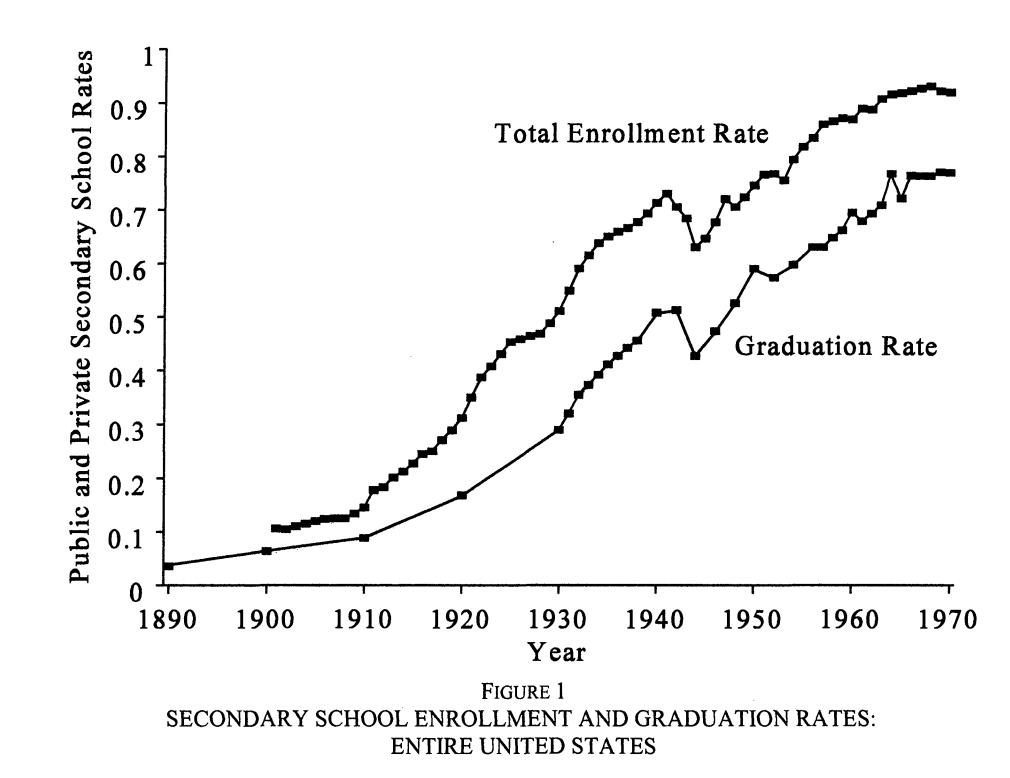 Public and Private Secondary School Rates
1
0.9
0.8
0.7
0.6
0.5
0.4
0.3
0.2
0.1
0
Total Enrollment Rate
Graduation Rate
1890 1900 1910 1920 1930 1940 1950 1960 1970
Year
FIGURE 1
SECONDARY SCHOOL ENROLLMENT AND GRADUATION RATES:
ENTIRE UNITED STATES